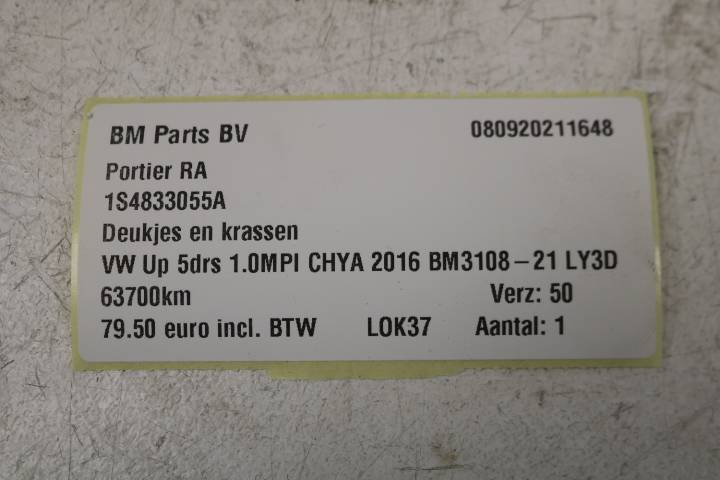 BM Parts BV 080920211648
Portier RA
1S4833055A
Deukjes en krassen
VW Up 5drs 1.0MPI CHYA 2016 BM3108-21 LY3D
63700km Verz: 50
79.50 euro incl. BTW LOK37 Aantal: 1